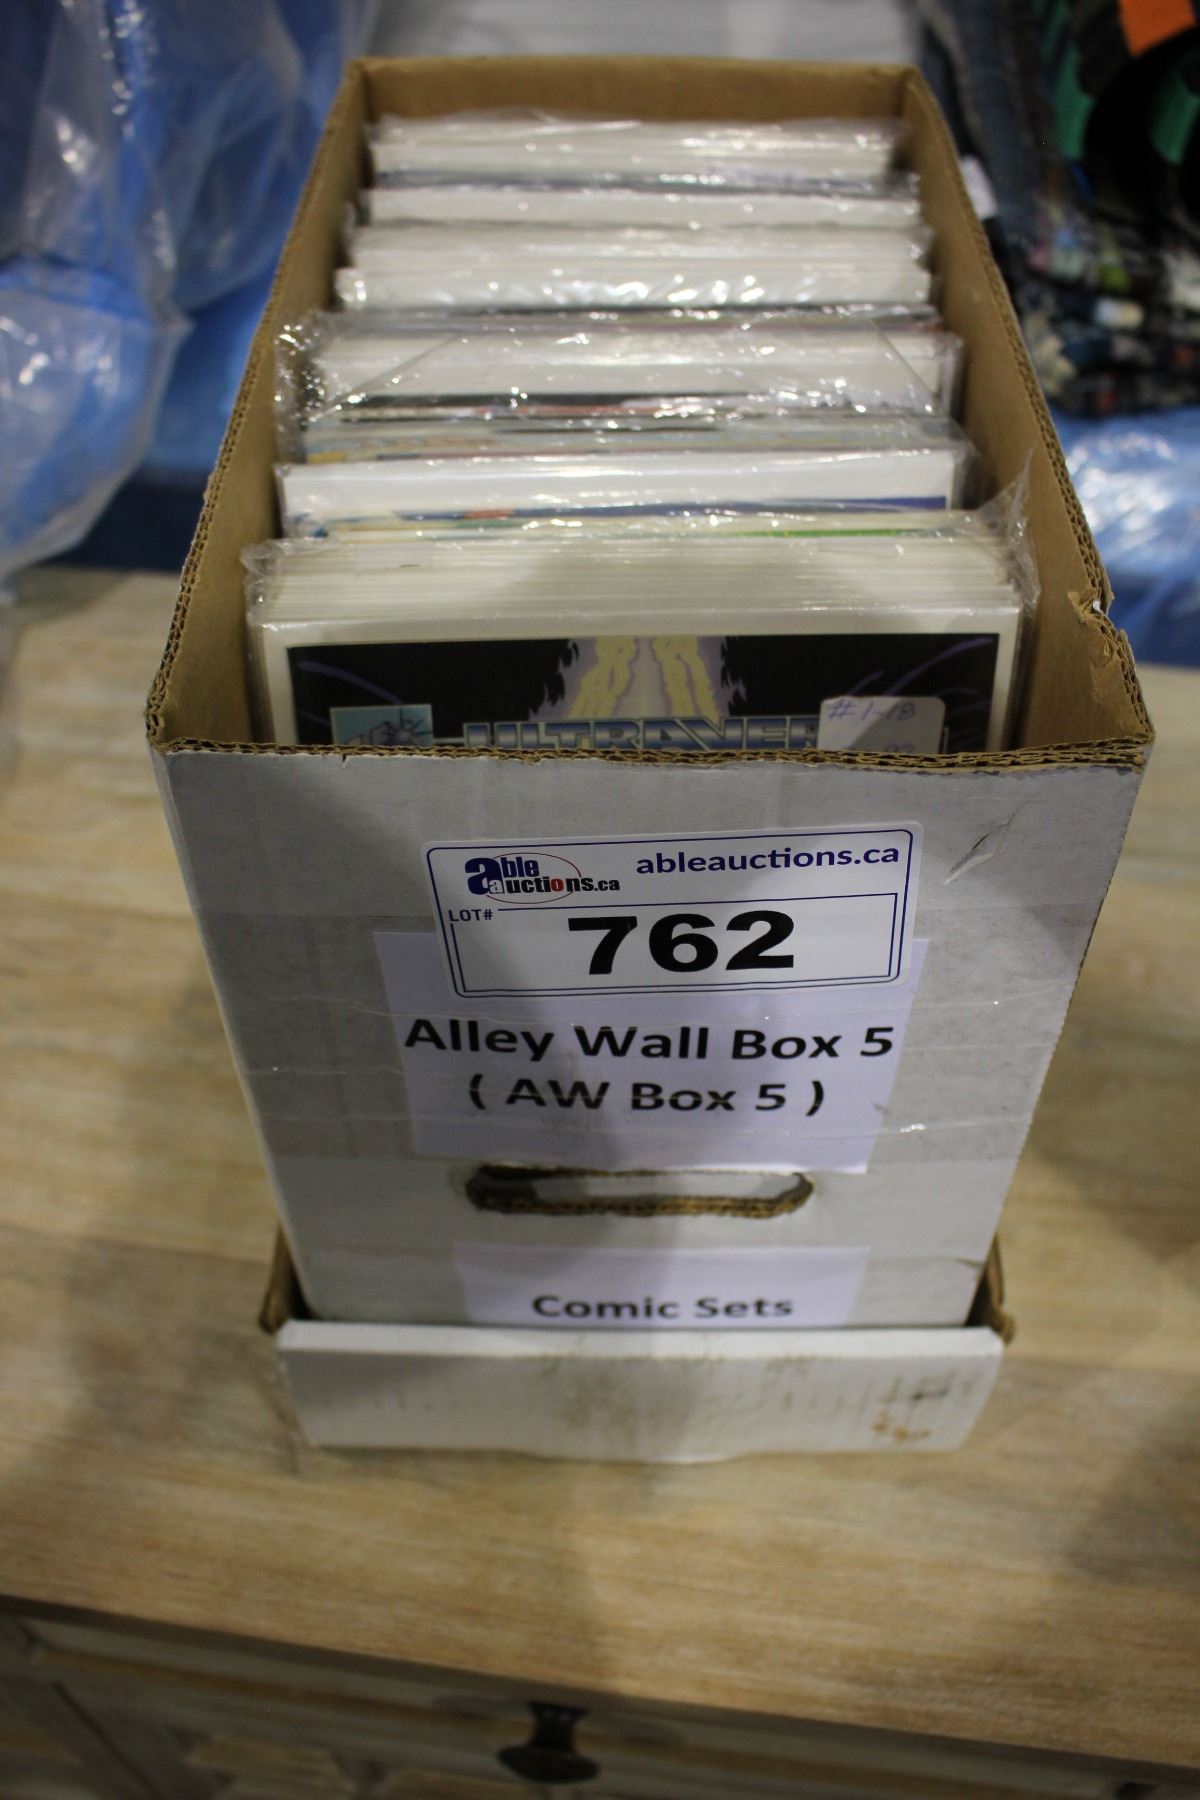 #1-18
able auctions.ca
ableauctions.ca
LOT#
762
Alley Wall Box 5
( AW Box 5 )
Comic Sets